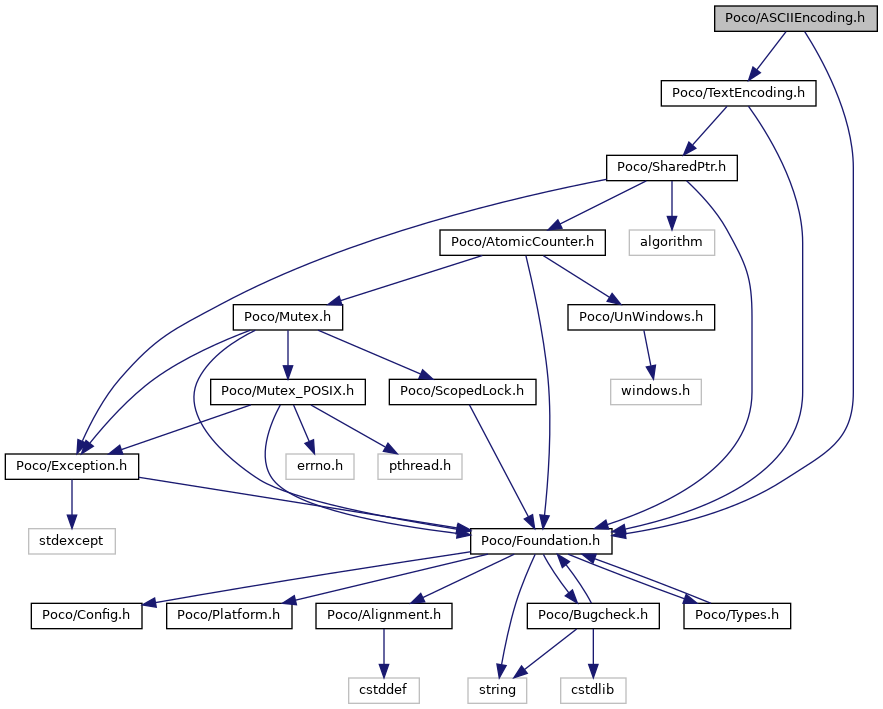 Poco/ASCIIEncoding.h
Poco/TextEncoding.h
Poco/SharedPtr.h
Poco/AtomicCounter.h
algorithm
Poco/Mutex.h
Poco/UnWindows.h
Poco/Mutex_POSIX.h
Poco/ScopedLock.h
windows.h
Poco/Exception.h
errno.h
pthread.h
stdexcept
Poco/Foundation.h
Poco/Config.h
Poco/Platform.h
Poco/Alignment.h
Poco/Bugcheck.h
Poco/Types.h
cstddef
string
cstdlib